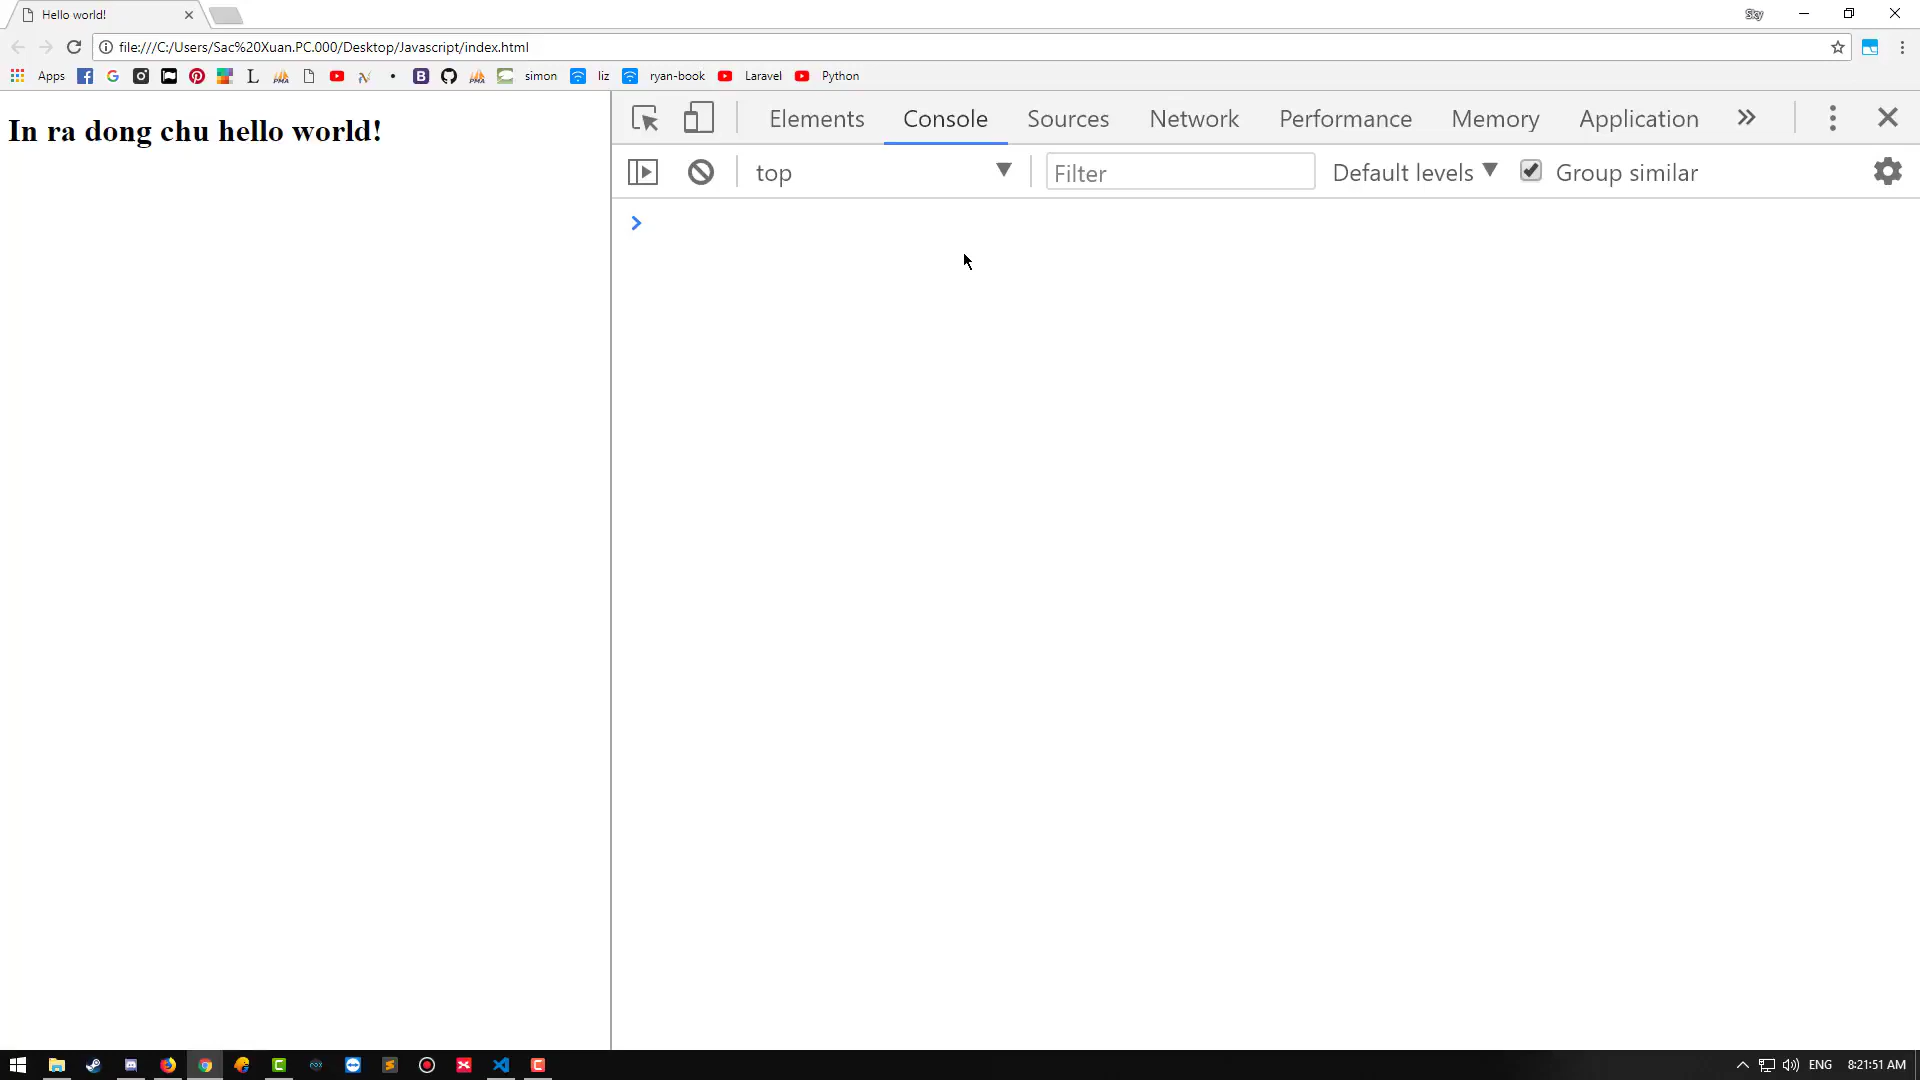 Hello world!
Sky
file:///C:/Users/Sac%20Xuan.PC.000/Desktop/Javascript/index.html
Apps simon liz ryan-book Laravel Python
In ra dong chu hello world!
Elements Console Sources Network Performance Memory Application
top Filter Default levels Group similar
ENG 8:21:51 AM